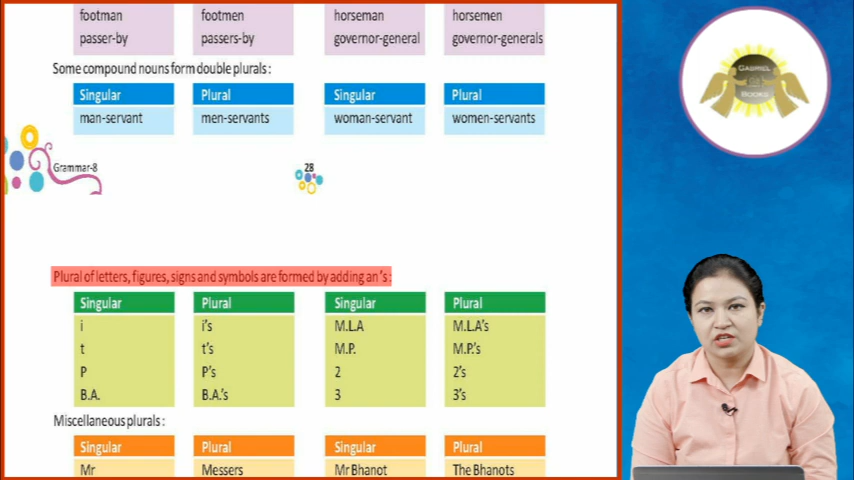 footman footmen horseman horsemen
passer-by passers-by governor-general governor-generals
Some compound nouns form double plurals :
Singular Plural Singular Plural
man-servant men-servants woman-servant women-servants
Grammar-8 28
Plural of letters, figures, signs and symbols are formed by adding an 's :
Singular Plural Singular Plural
i i's M.L.A M.L.A's
t t's M.P. M.P.'s
P P's 2 2's
B.A. B.A.'s 3 3's
Miscellaneous plurals :
Singular Plural Singular Plural
Mr Messers Mr Bhanot The Bhanots
GABRIEL
BOOKS